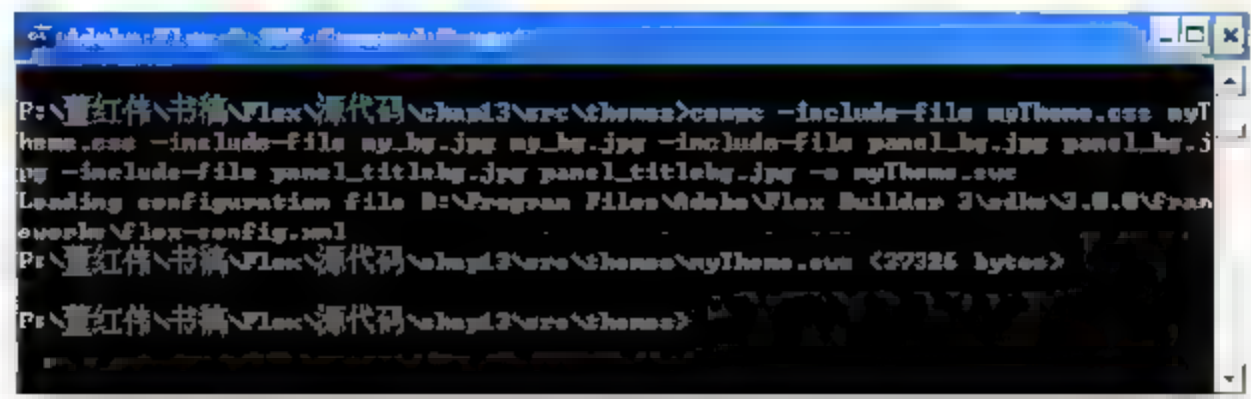 P:\董红伟\书稿\Flex\源代码\chap13\src\themes>compc -include-file myTheme.css myT
heme.css -include-file my_bg.jpg my_bg.jpg -include-file panel_bg.jpg panel_bg.j
pg -include-file panel_titlebg.jpg panel_titlebg.jpg -o myTheme.swc
Loading configuration file D:\Program Files\Adobe\Flex Builder 3\sdks\3.0.0\fram
eworks\flex-config.xml
P:\董红伟\书稿\Flex\源代码\chap13\src\themes\myTheme.swc (37326 bytes)
P:\董红伟\书稿\Flex\源代码\chap13\src\themes>